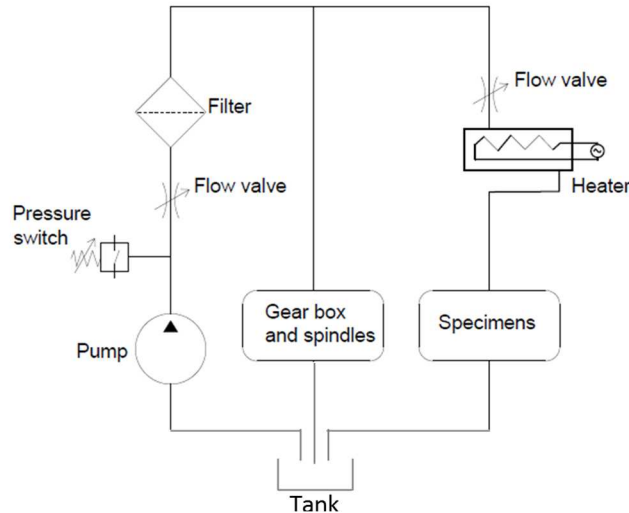 Flow valve
Filter
Heater
Flow valve
Pressure
switch
Gear box
and spindles
Specimens
Pump
Tank